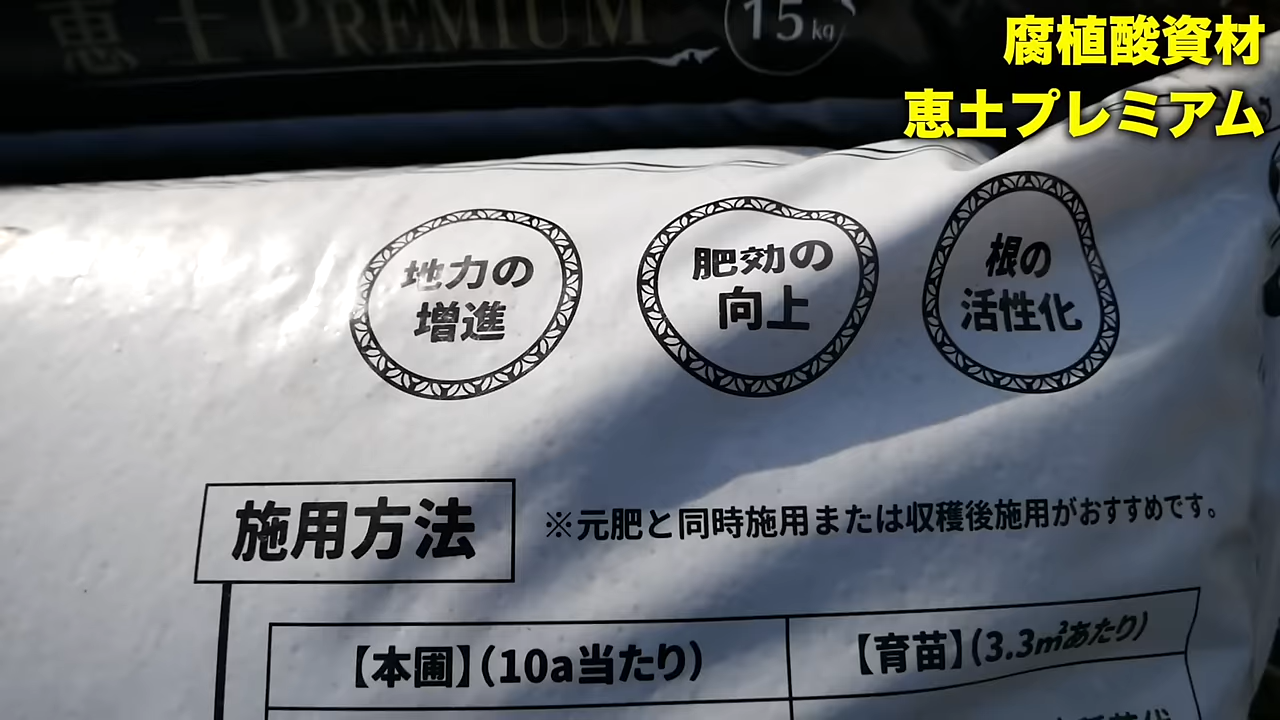 恵土 PREMIUM
15kg
腐植酸資材
恵土プレミアム
地力の
増進
肥効の
向上
根の
活性化
施用方法
※元肥と同時施用または収穫後施用がおすすめです。
【本圃】(10a当たり)
【育苗】(3.3㎡あたり)